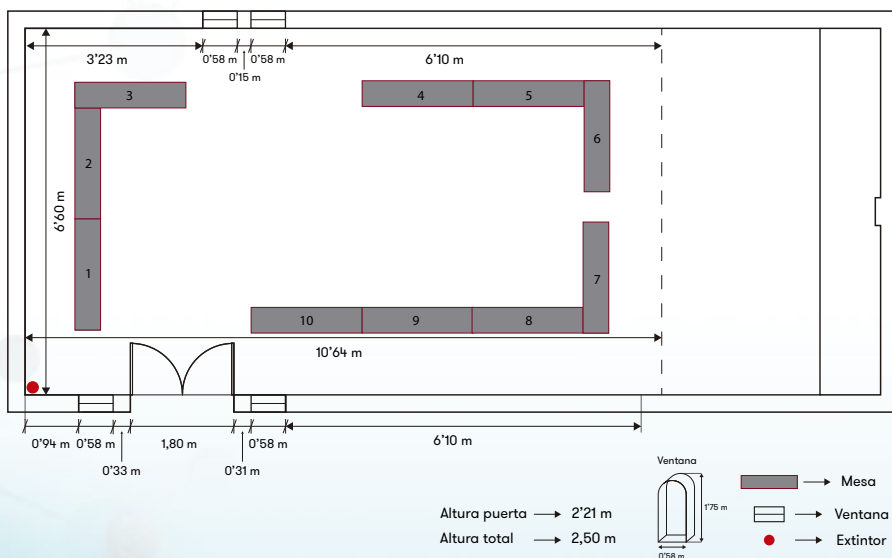 3'23 m
0'58 m
0'15 m
0'58 m
6'10 m
3
4
5
6
2
6'60 m
1
7
10
9
8
10'64 m
0'94 m
0'58 m
0'33 m
1,80 m
0'31 m
0'58 m
6'10 m
Altura puerta
2'21 m
Altura total
2,50 m
Ventana
1'75 m
0'58 m
Mesa
Ventana
Extintor